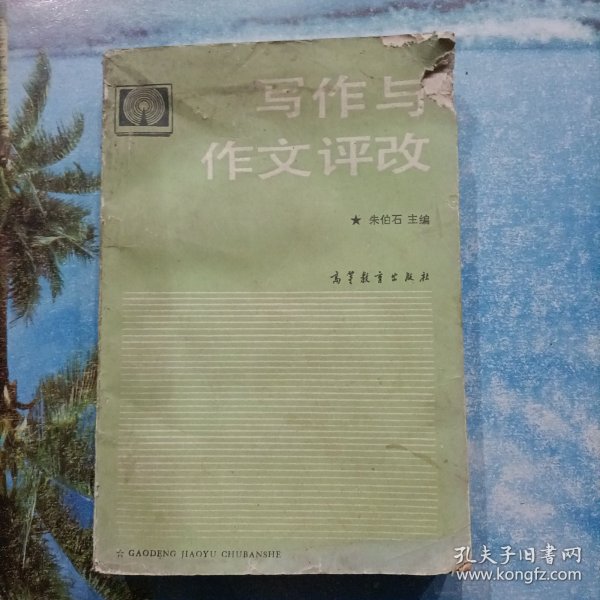 写作与
作文评改
★ 朱伯石 主编
高等教育出版社
☆ GAODENG JIAOYU CHUBANSHE
孔夫子旧书网
www.kongfz.com